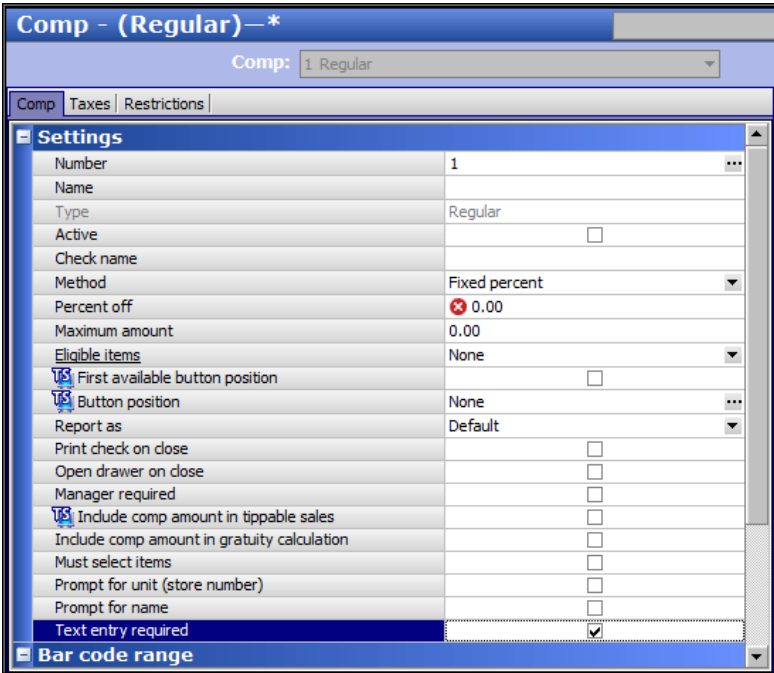 Comp - (Regular)—*
Comp: 1 Regular
Comp Taxes Restrictions
Settings
Number 1 ...
Name
Type Regular
Active
Check name
Method Fixed percent
Percent off 0.00
Maximum amount 0.00
Eligible items None
TS First available button position
TS Button position None ...
Report as Default
Print check on close
Open drawer on close
Manager required
TS Include comp amount in tippable sales
Include comp amount in gratuity calculation
Must select items
Prompt for unit (store number)
Prompt for name
Text entry required
Bar code range